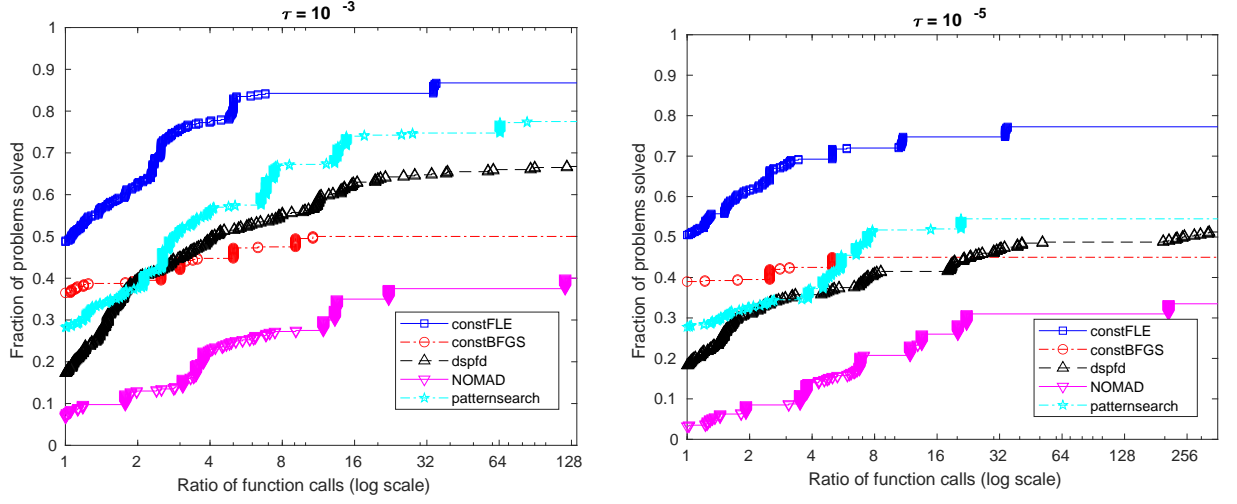 τ = 10 -3
1
0.9
0.8
0.7
0.6
0.5
0.4
0.3
0.2
0.1
0
Fraction of problems solved
1 2 4 8 16 32 64 128
Ratio of function calls (log scale)
constFLE
constBFGS
dspfd
NOMAD
patternsearch
τ = 10 -5
1
0.9
0.8
0.7
0.6
0.5
0.4
0.3
0.2
0.1
0
Fraction of problems solved
1 2 4 8 16 32 64 128 256
Ratio of function calls (log scale)
constFLE
constBFGS
dspfd
NOMAD
patternsearch